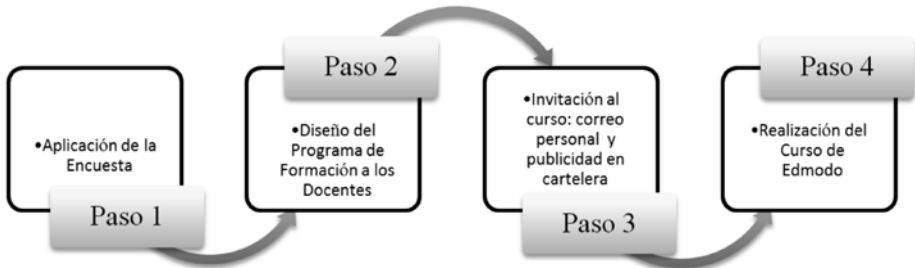 •Aplicación de la
Encuesta
Paso 1
Paso 2
•Diseño del
Programa de
Formación a los
Docentes
•Invitación al
curso: correo
personal y
publicidad en
cartelera
Paso 3
Paso 4
•Realización del
Curso de
Edmodo